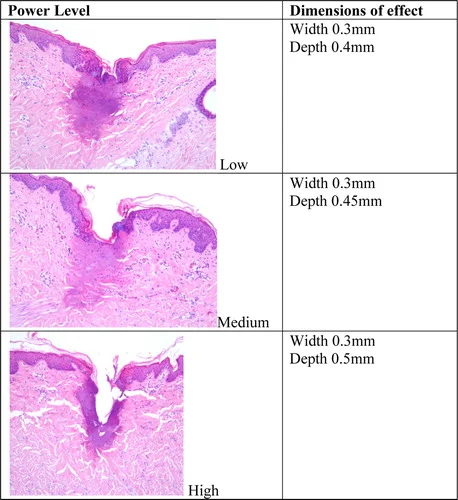 Power Level
Dimensions of effect
Width 0.3mm
Depth 0.4mm
Low
Width 0.3mm
Depth 0.45mm
Medium
Width 0.3mm
Depth 0.5mm
High